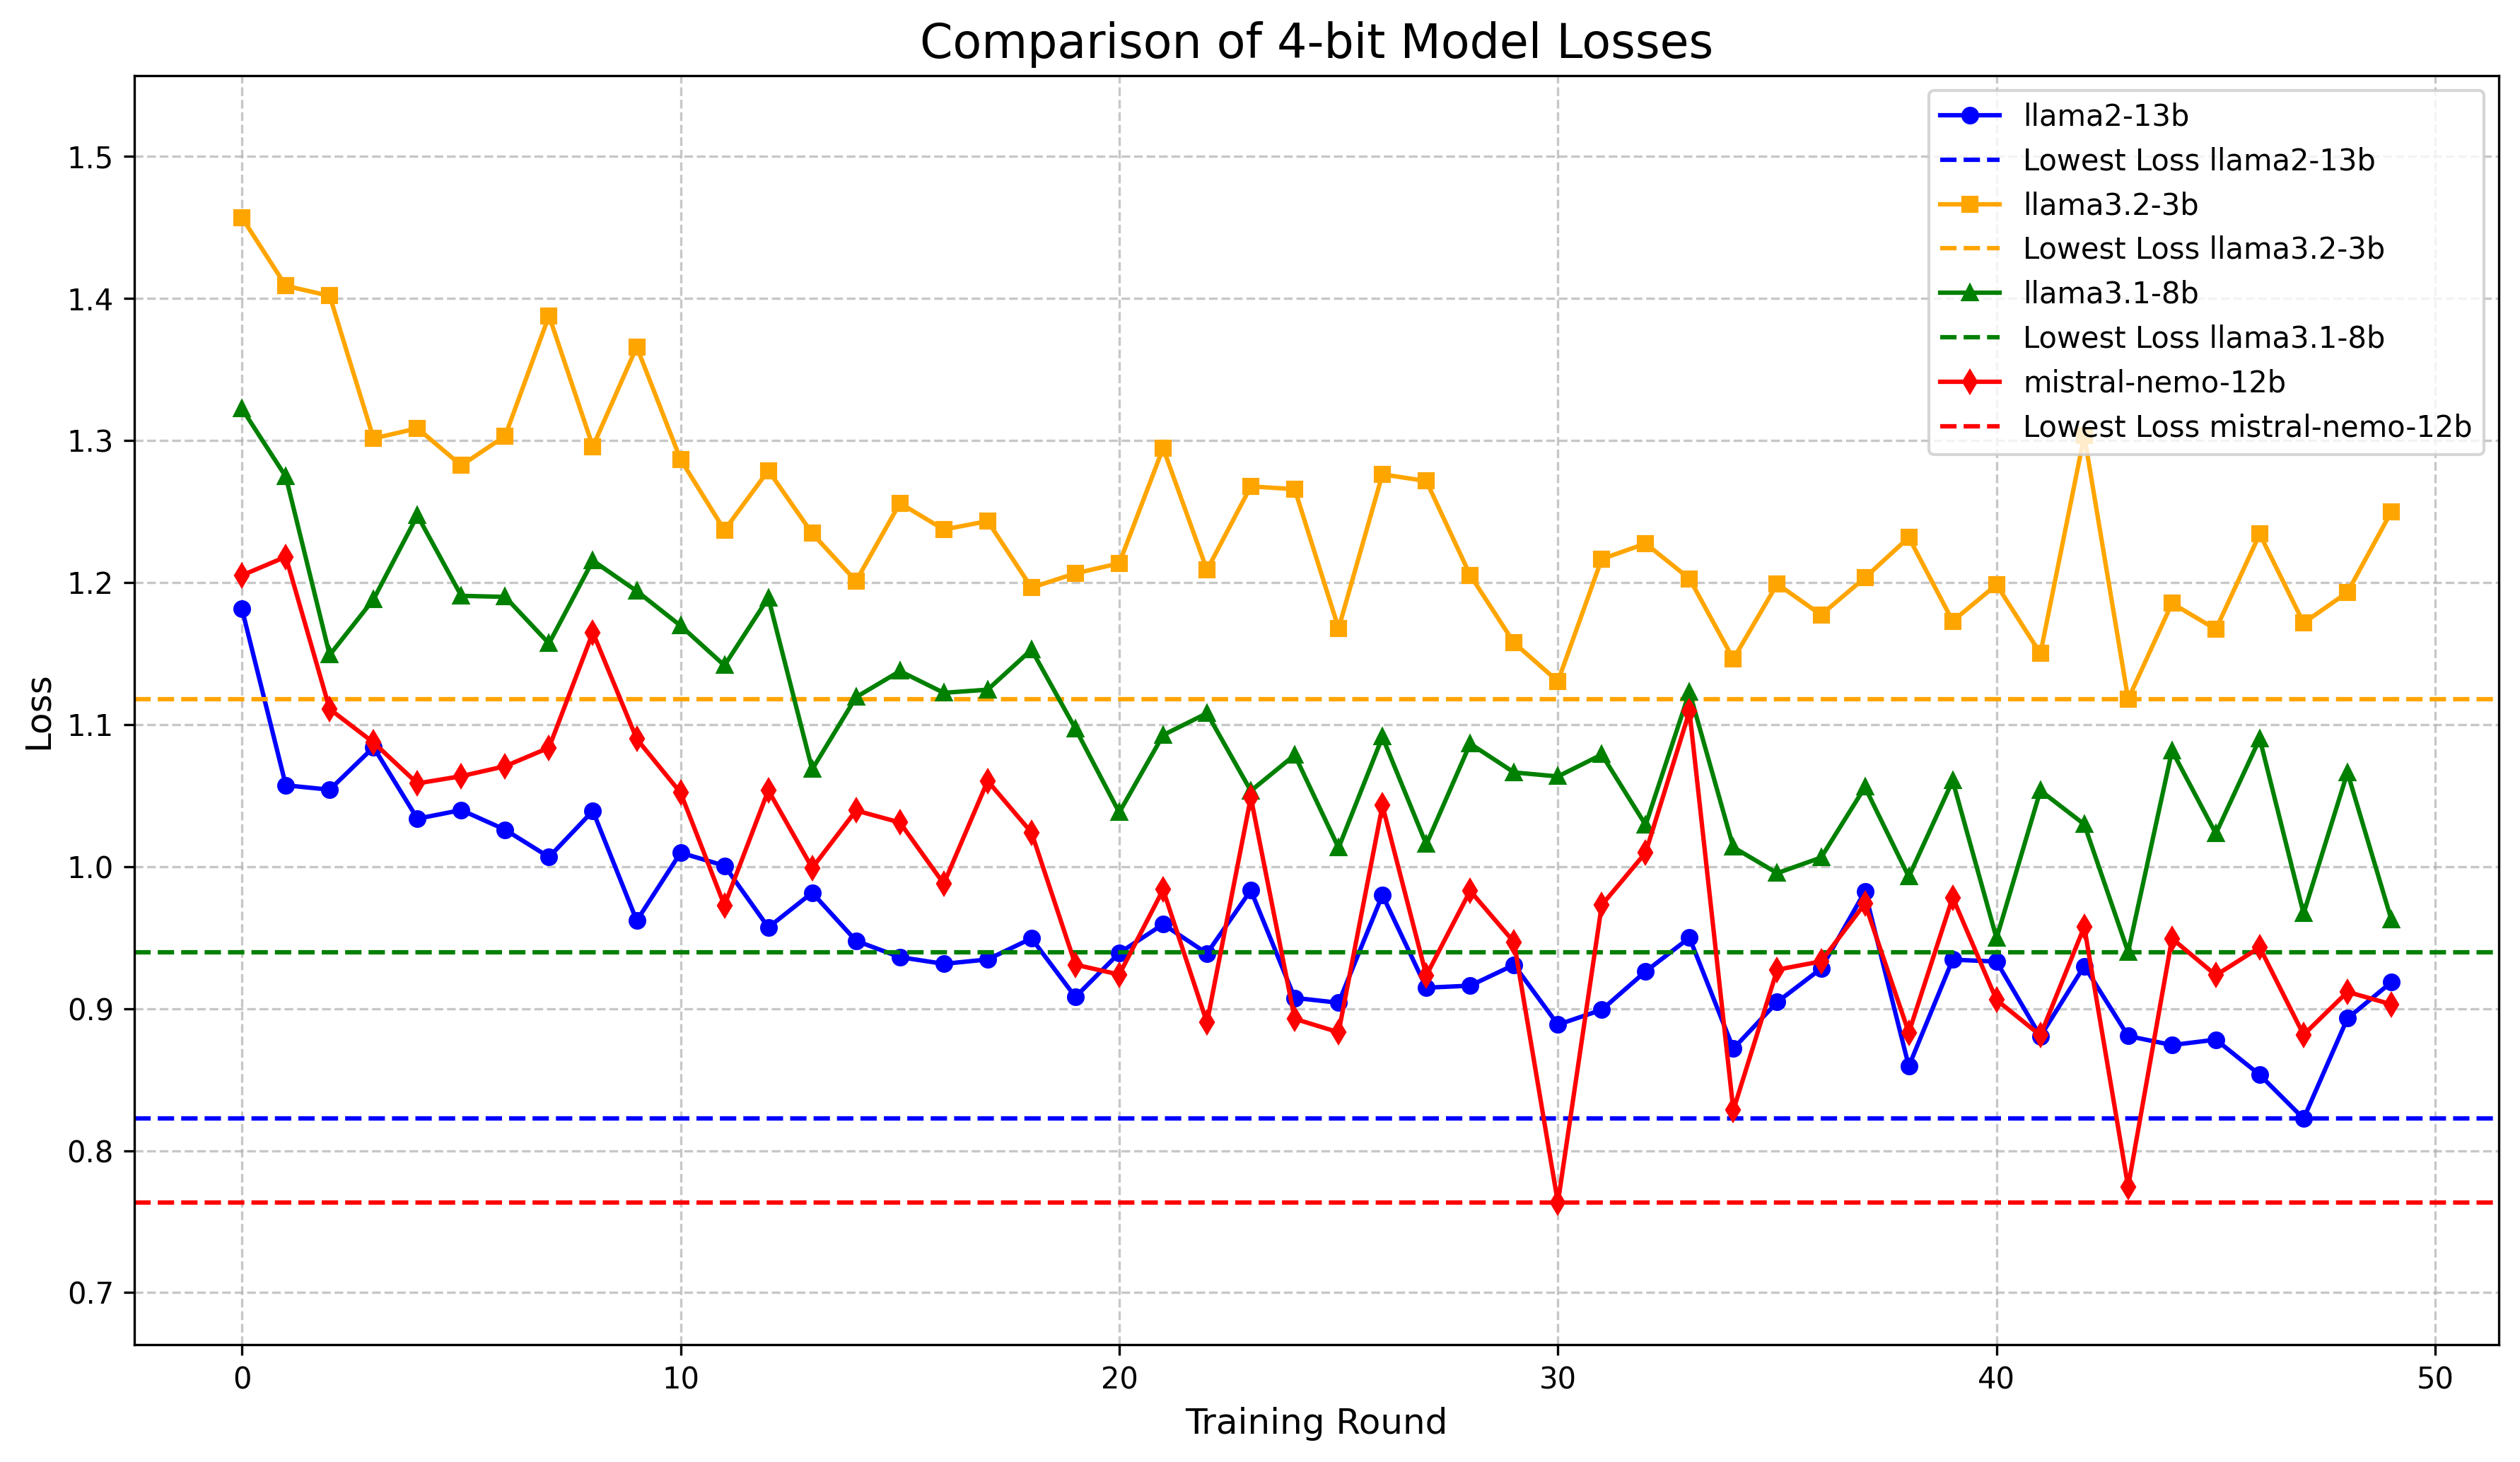 Comparison of 4-bit Model Losses
llama2-13b
Lowest Loss llama2-13b
llama3.2-3b
Lowest Loss llama3.2-3b
llama3.1-8b
Lowest Loss llama3.1-8b
mistral-nemo-12b
Lowest Loss mistral-nemo-12b
Loss
1.5
1.4
1.3
1.2
1.1
1.0
0.9
0.8
0.7
0 10 20 30 40 50
Training Round